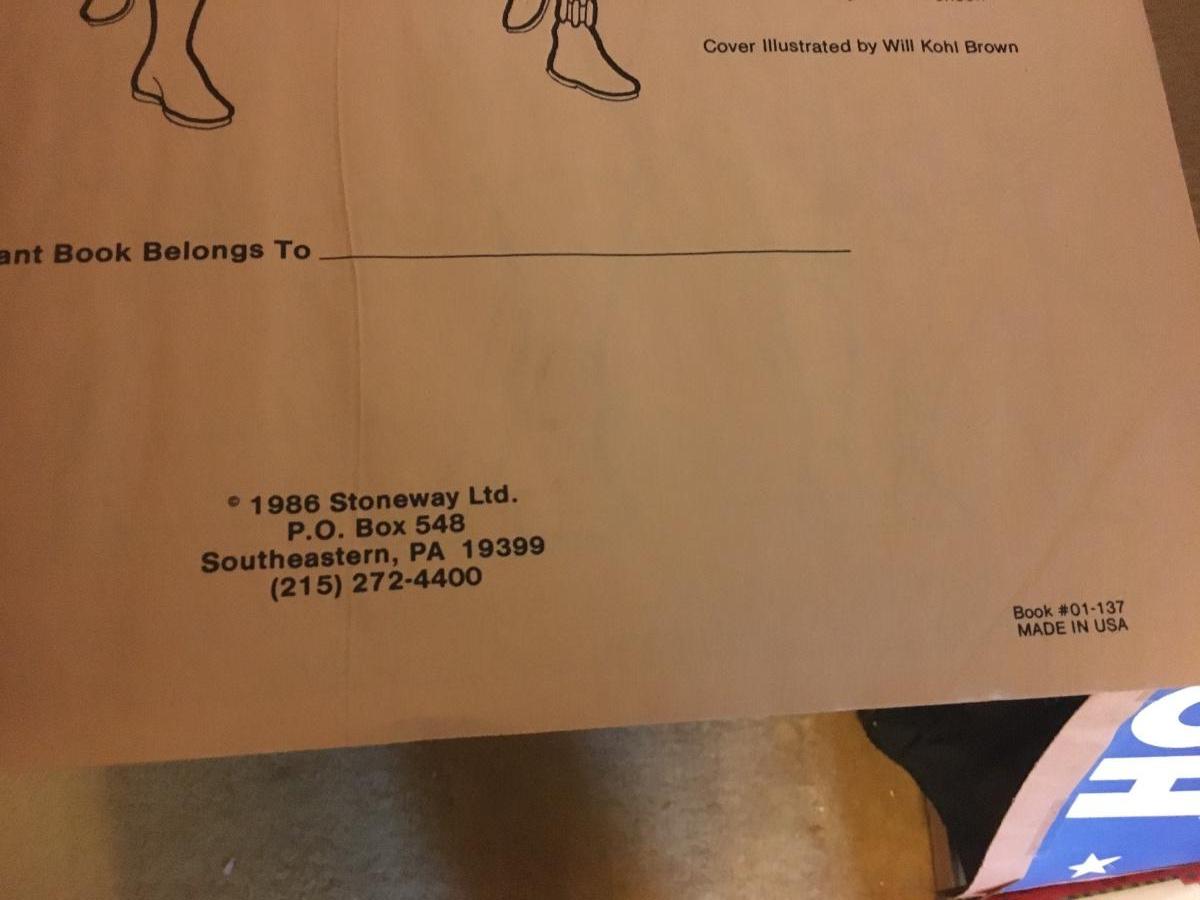 Cover Illustrated by Will Kohl Brown
ant Book Belongs To
© 1986 Stoneway Ltd.
P.O. Box 548
Southeastern, PA 19399
(215) 272-4400
Book #01-137
MADE IN USA